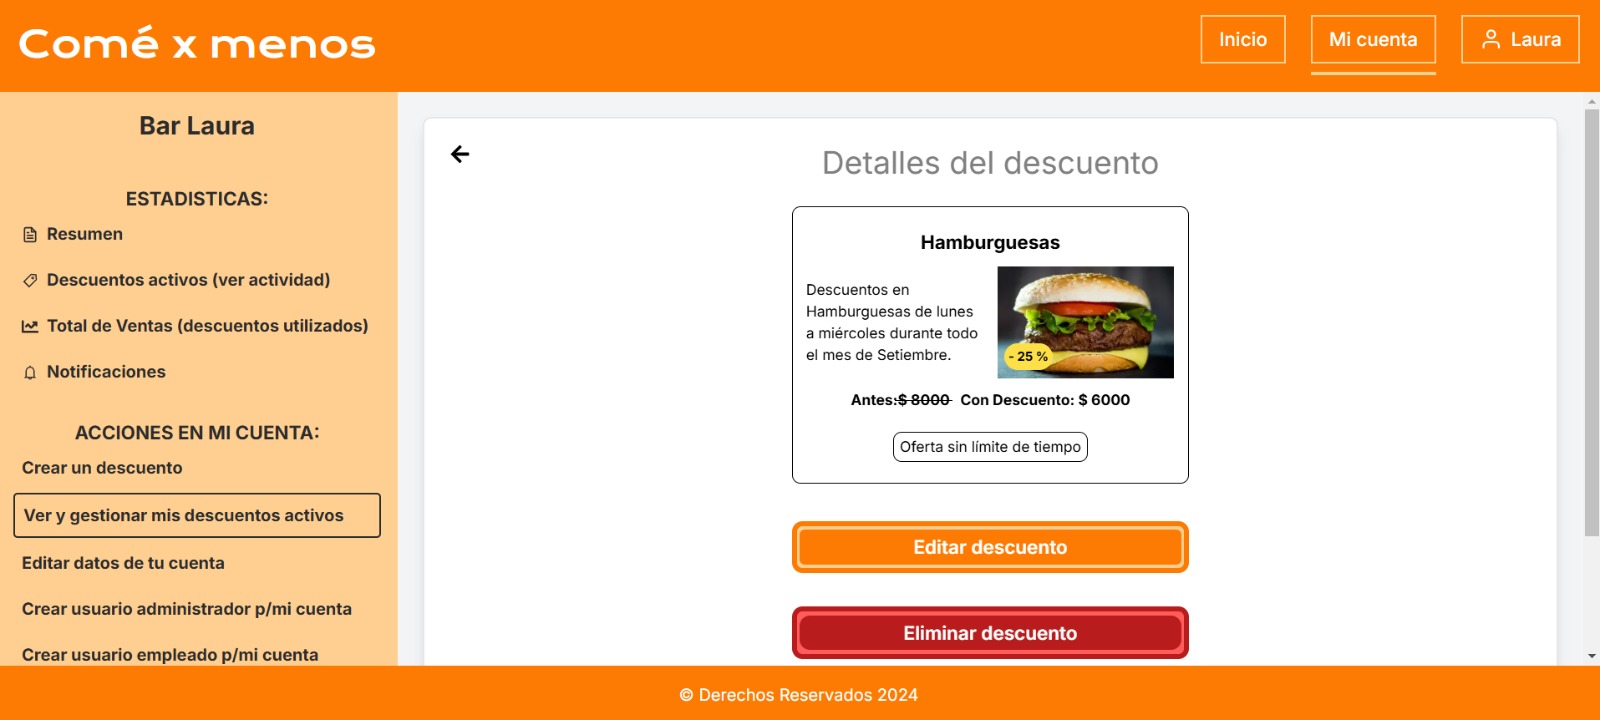 Comé x menos
Inicio
Mi cuenta
Laura
Bar Laura
ESTADISTICAS:
Resumen
Descuentos activos (ver actividad)
Total de Ventas (descuentos utilizados)
Notificaciones
ACCIONES EN MI CUENTA:
Crear un descuento
Ver y gestionar mis descuentos activos
Editar datos de tu cuenta
Crear usuario administrador p/mi cuenta
Crear usuario empleado p/mi cuenta
Detalles del descuento
Hamburguesas
Descuentos en
Hamburguesas de lunes
a miércoles durante todo
el mes de Setiembre.
- 25 %
Antes:$ 8000 Con Descuento: $ 6000
Oferta sin límite de tiempo
Editar descuento
Eliminar descuento
© Derechos Reservados 2024